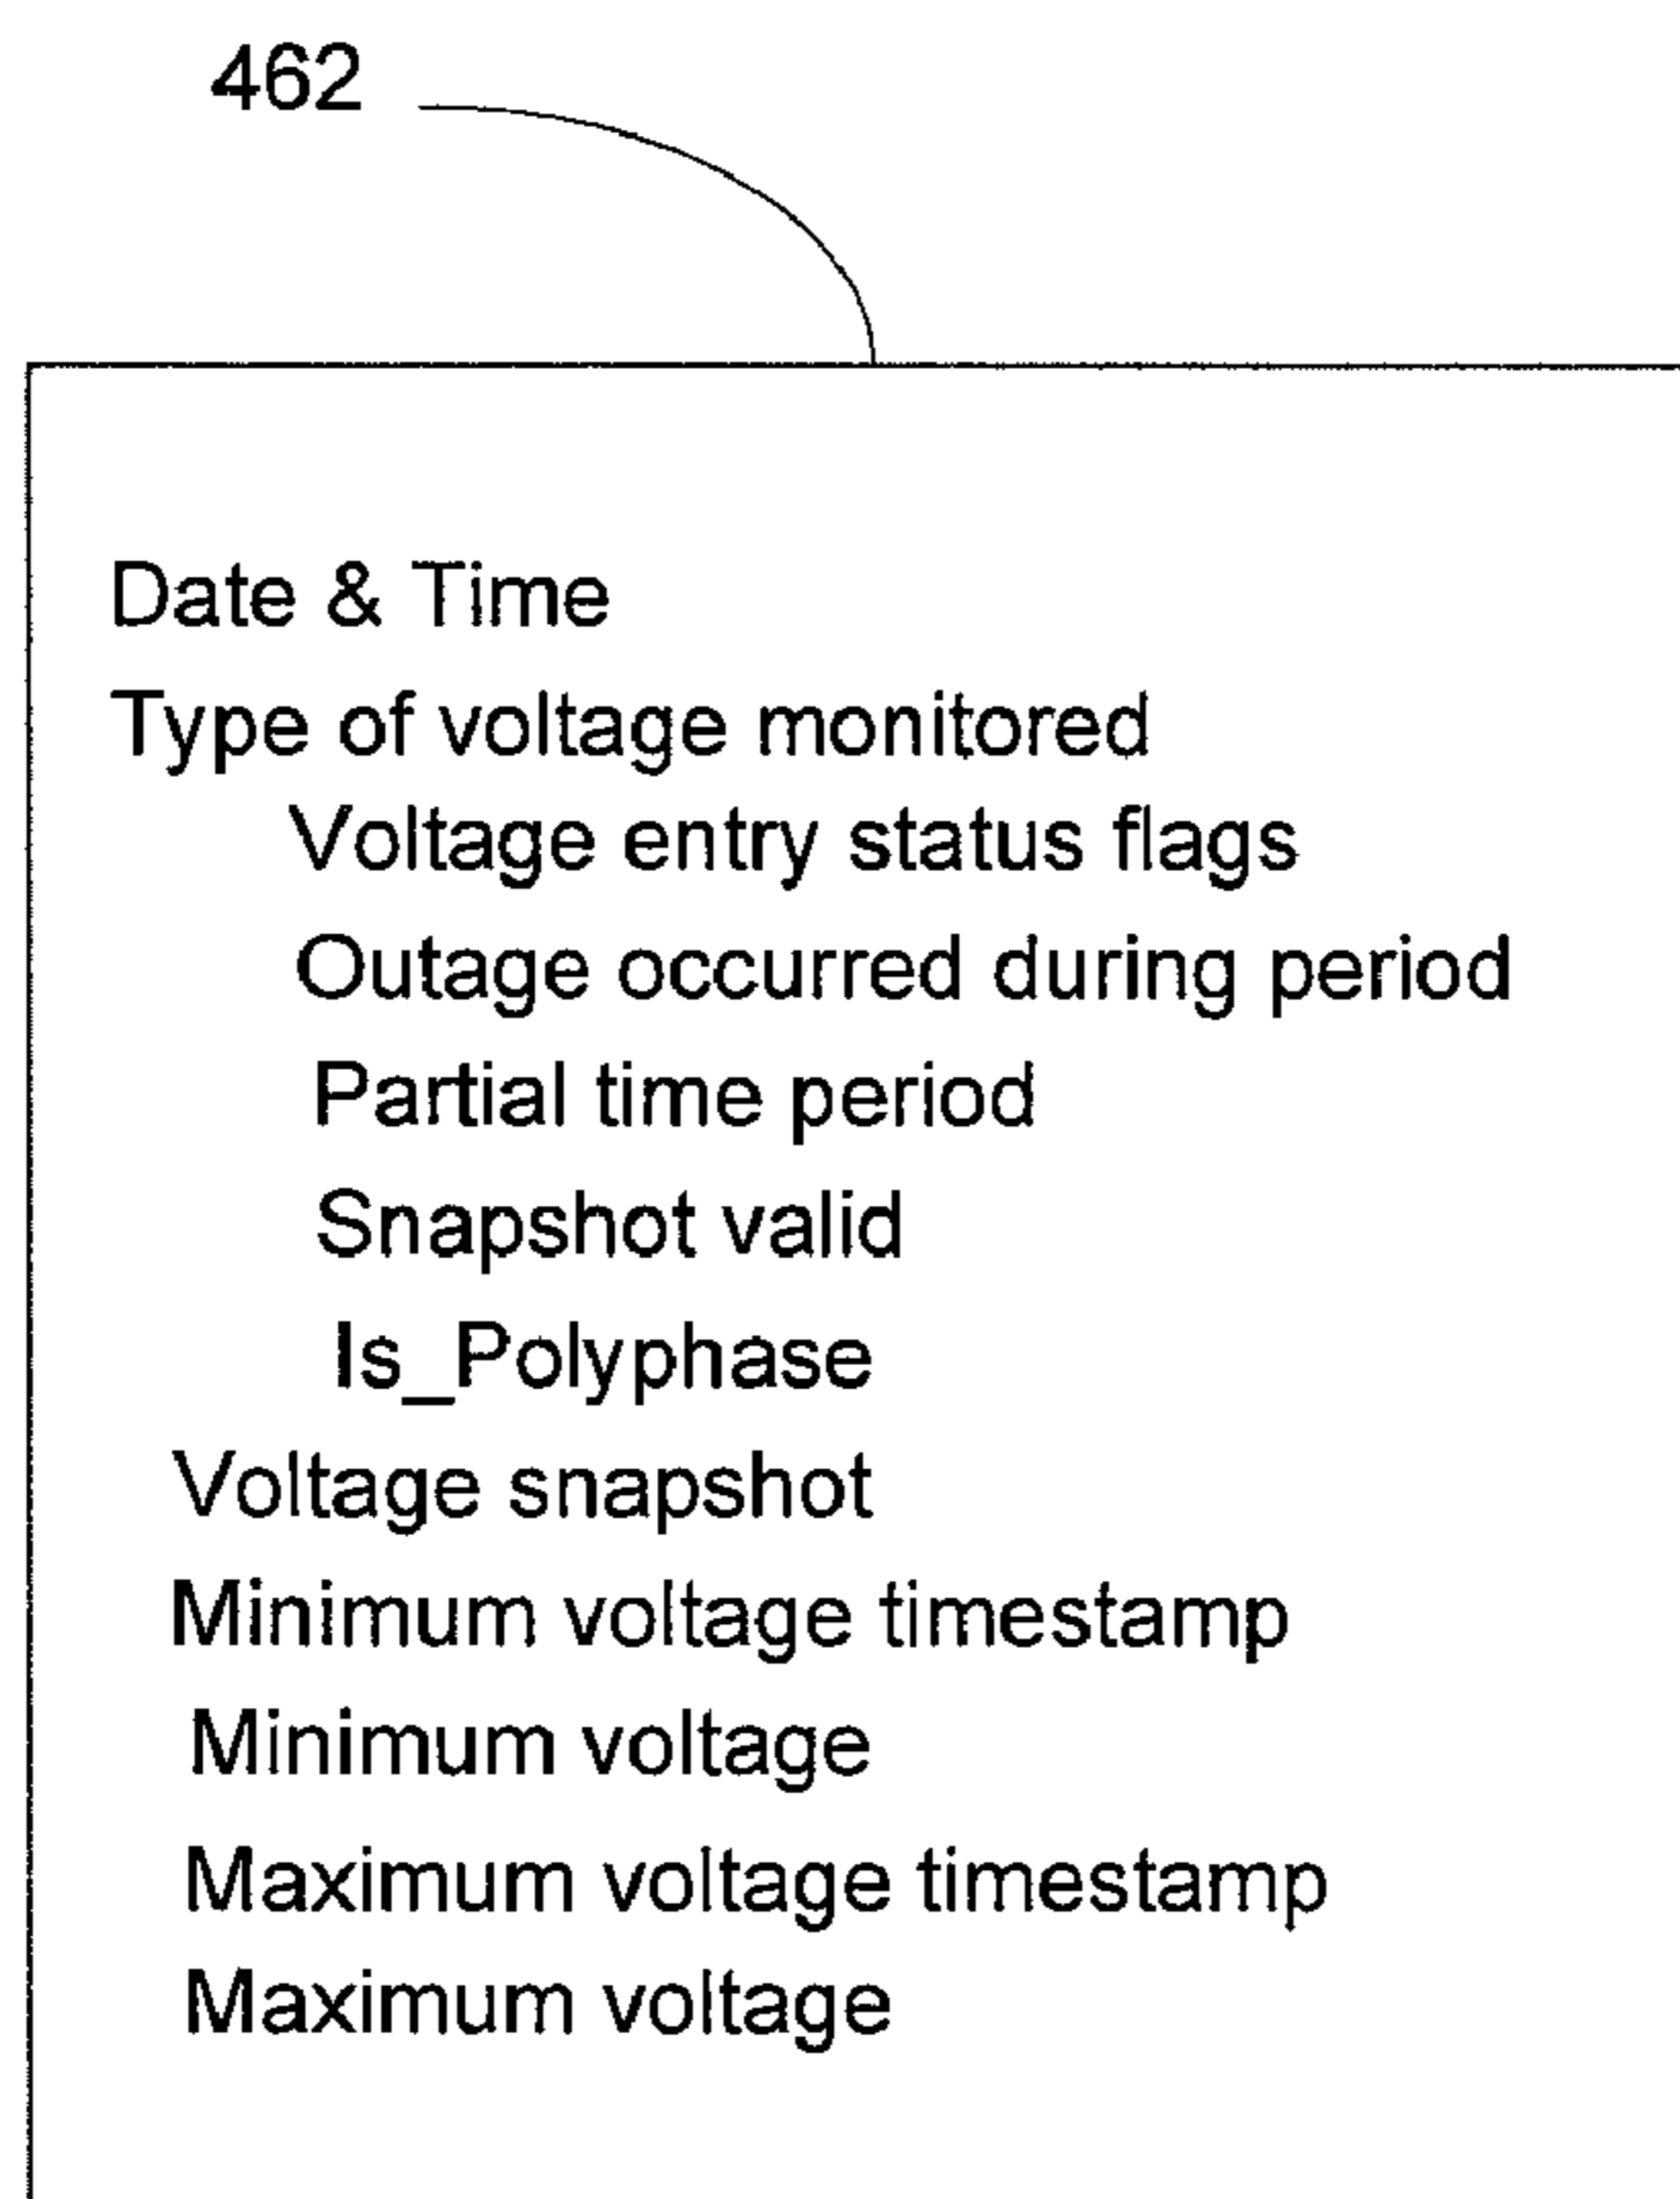 462
Date & Time
Type of voltage monitored
Voltage entry status flags
Outage occurred during period
Partial time period
Snapshot valid
Is_Polyphase
Voltage snapshot
Minimum voltage timestamp
Minimum voltage
Maximum voltage timestamp
Maximum voltage